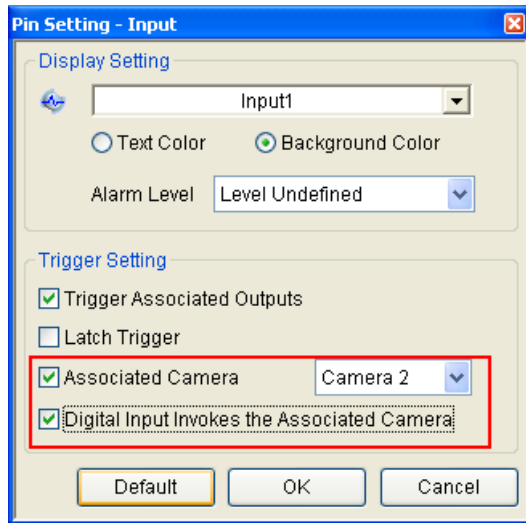 Pin Setting - Input
Display Setting
Input1
Text Color Background Color
Alarm Level Level Undefined
Trigger Setting
Trigger Associated Outputs
Latch Trigger
Associated Camera Camera 2
Digital Input Invokes the Associated Camera
Default OK Cancel